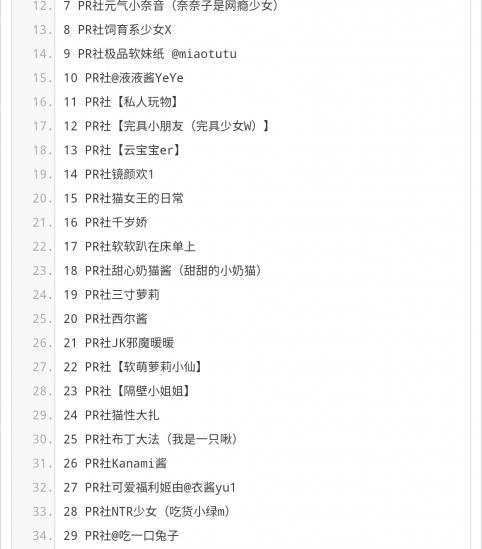 12. 7 PR社元气小奈音（奈奈子是网瘾少女）
13. 8 PR社饲育系少女X
14. 9 PR社极品软妹纸 @miaotutu
15. 10 PR社@液液酱YeYe
16. 11 PR社【私人玩物】
17. 12 PR社【完具小朋友（完具少女W）】
18. 13 PR社【云宝宝er】
19. 14 PR社镜颜欢1
20. 15 PR社猫女王的日常
21. 16 PR社千岁娇
22. 17 PR社软软趴在床单上
23. 18 PR社甜心奶猫酱（甜甜的小奶猫）
24. 19 PR社三寸萝莉
25. 20 PR社西尔酱
26. 21 PR社JK邪魔暖暖
27. 22 PR社【软萌萝莉小仙】
28. 23 PR社【隔壁小姐姐】
29. 24 PR社猫性大扎
30. 25 PR社布丁大法（我是一只啾）
31. 26 PR社Kanami酱
32. 27 PR社可爱福利姬由@衣酱yu1
33. 28 PR社NTR少女（吃货小绿m）
34. 29 PR社@吃一口兔子